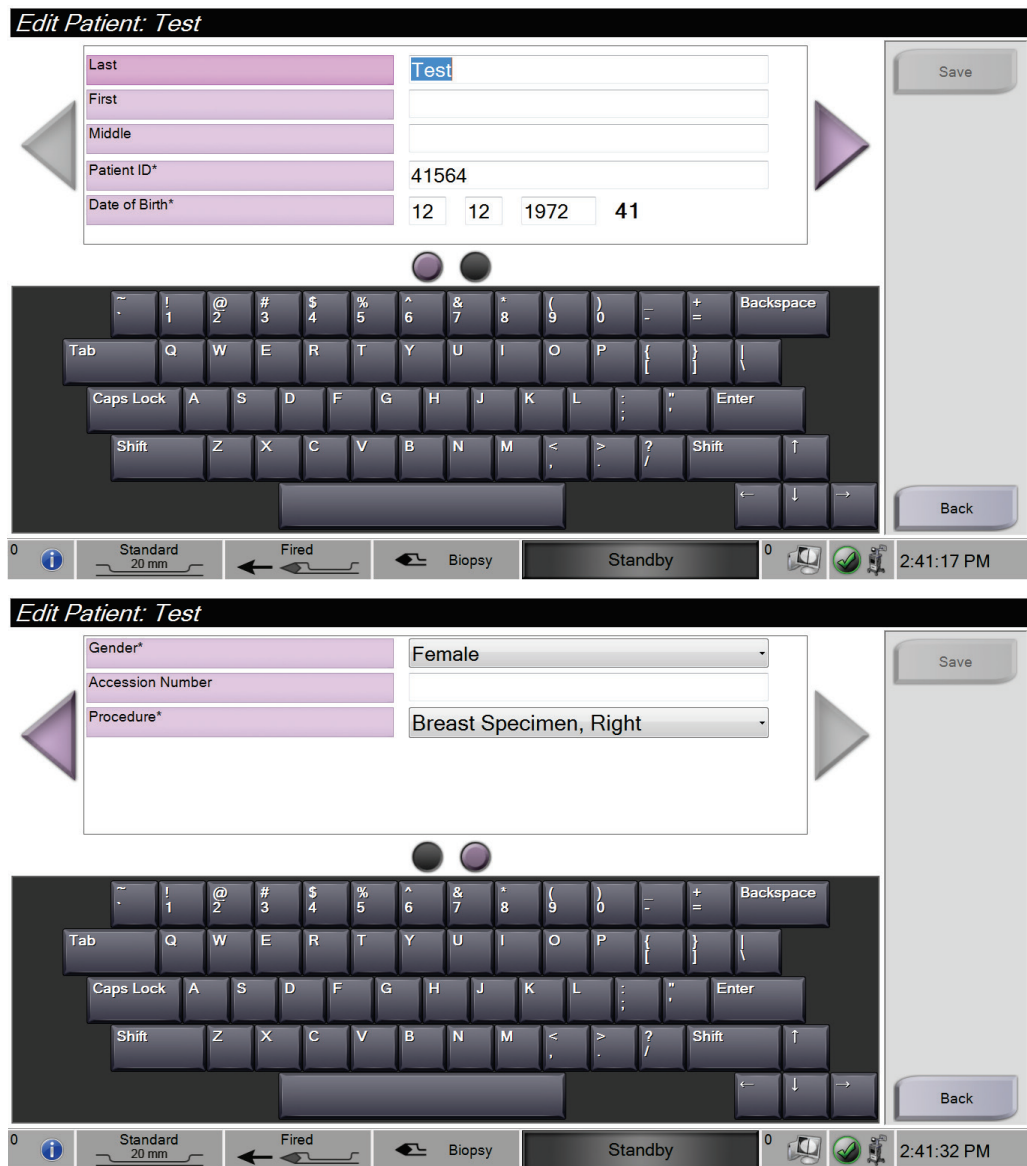 Edit Patient: Test
Last
Test
Save
First
Middle
Patient ID*
41564
Date of Birth*
12 12 1972 41
~ ! @ # $ % ^ & * ( ) _ + Backspace
` 1 2 3 4 5 6 7 8 9 0 - =
Tab Q W E R T Y U I O P { } |
[ ] \
Caps Lock A S D F G H J K L : " Enter
; '
Shift Z X C V B N M < > ? Shift ↑
, . /
← ↓ →
Back
0 Standard Fired Biopsy Standby 0 2:41:17 PM
20 mm
Edit Patient: Test
Gender*
Female
Save
Accession Number
Procedure*
Breast Specimen, Right
~ ! @ # $ % ^ & * ( ) _ + Backspace
` 1 2 3 4 5 6 7 8 9 0 - =
Tab Q W E R T Y U I O P { } |
[ ] \
Caps Lock A S D F G H J K L : " Enter
; '
Shift Z X C V B N M < > ? Shift ↑
, . /
← ↓ →
Back
0 Standard Fired Biopsy Standby 0 2:41:32 PM
20 mm